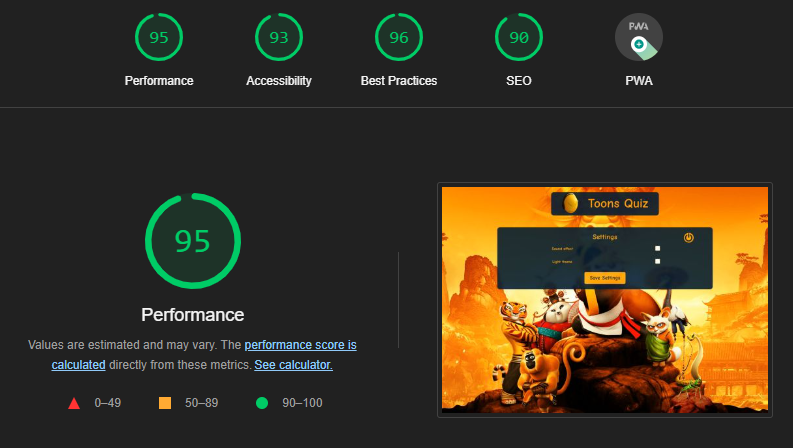 95 93 96 90 PWA
Performance Accessibility Best Practices SEO PWA
95
Performance
Values are estimated and may vary. The performance score is
calculated directly from these metrics. See calculator.
0–49 50–89 90–100
Toons Quiz
Settings
Sound effect
Light theme
Save Settings